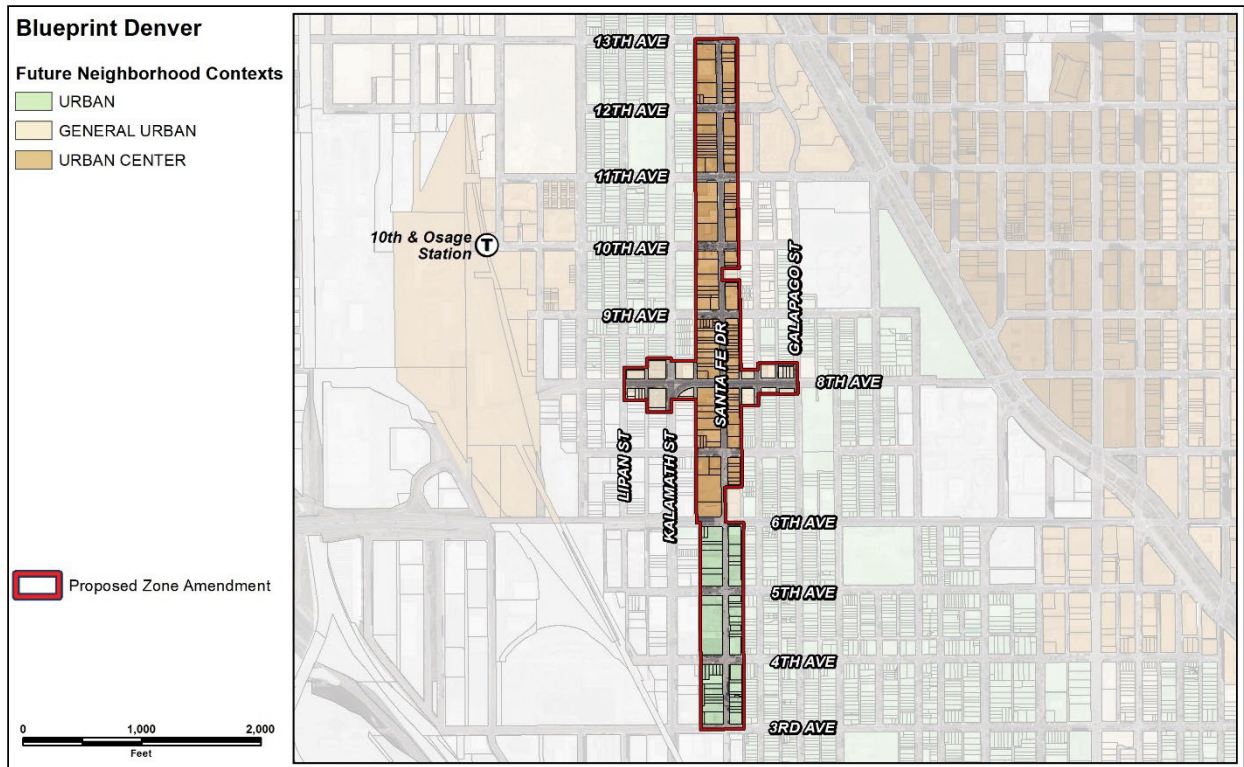 Blueprint Denver
Future Neighborhood Contexts
URBAN
GENERAL URBAN
URBAN CENTER
Proposed Zone Amendment
0 1,000 2,000
Feet
13TH AVE
12TH AVE
11TH AVE
10TH AVE
10th & Osage
Station
T
GALAPAGO ST
9TH AVE
SANTA FE DR
8TH AVE
LIPAN ST
KALAMATH ST
6TH AVE
5TH AVE
4TH AVE
3RD AVE